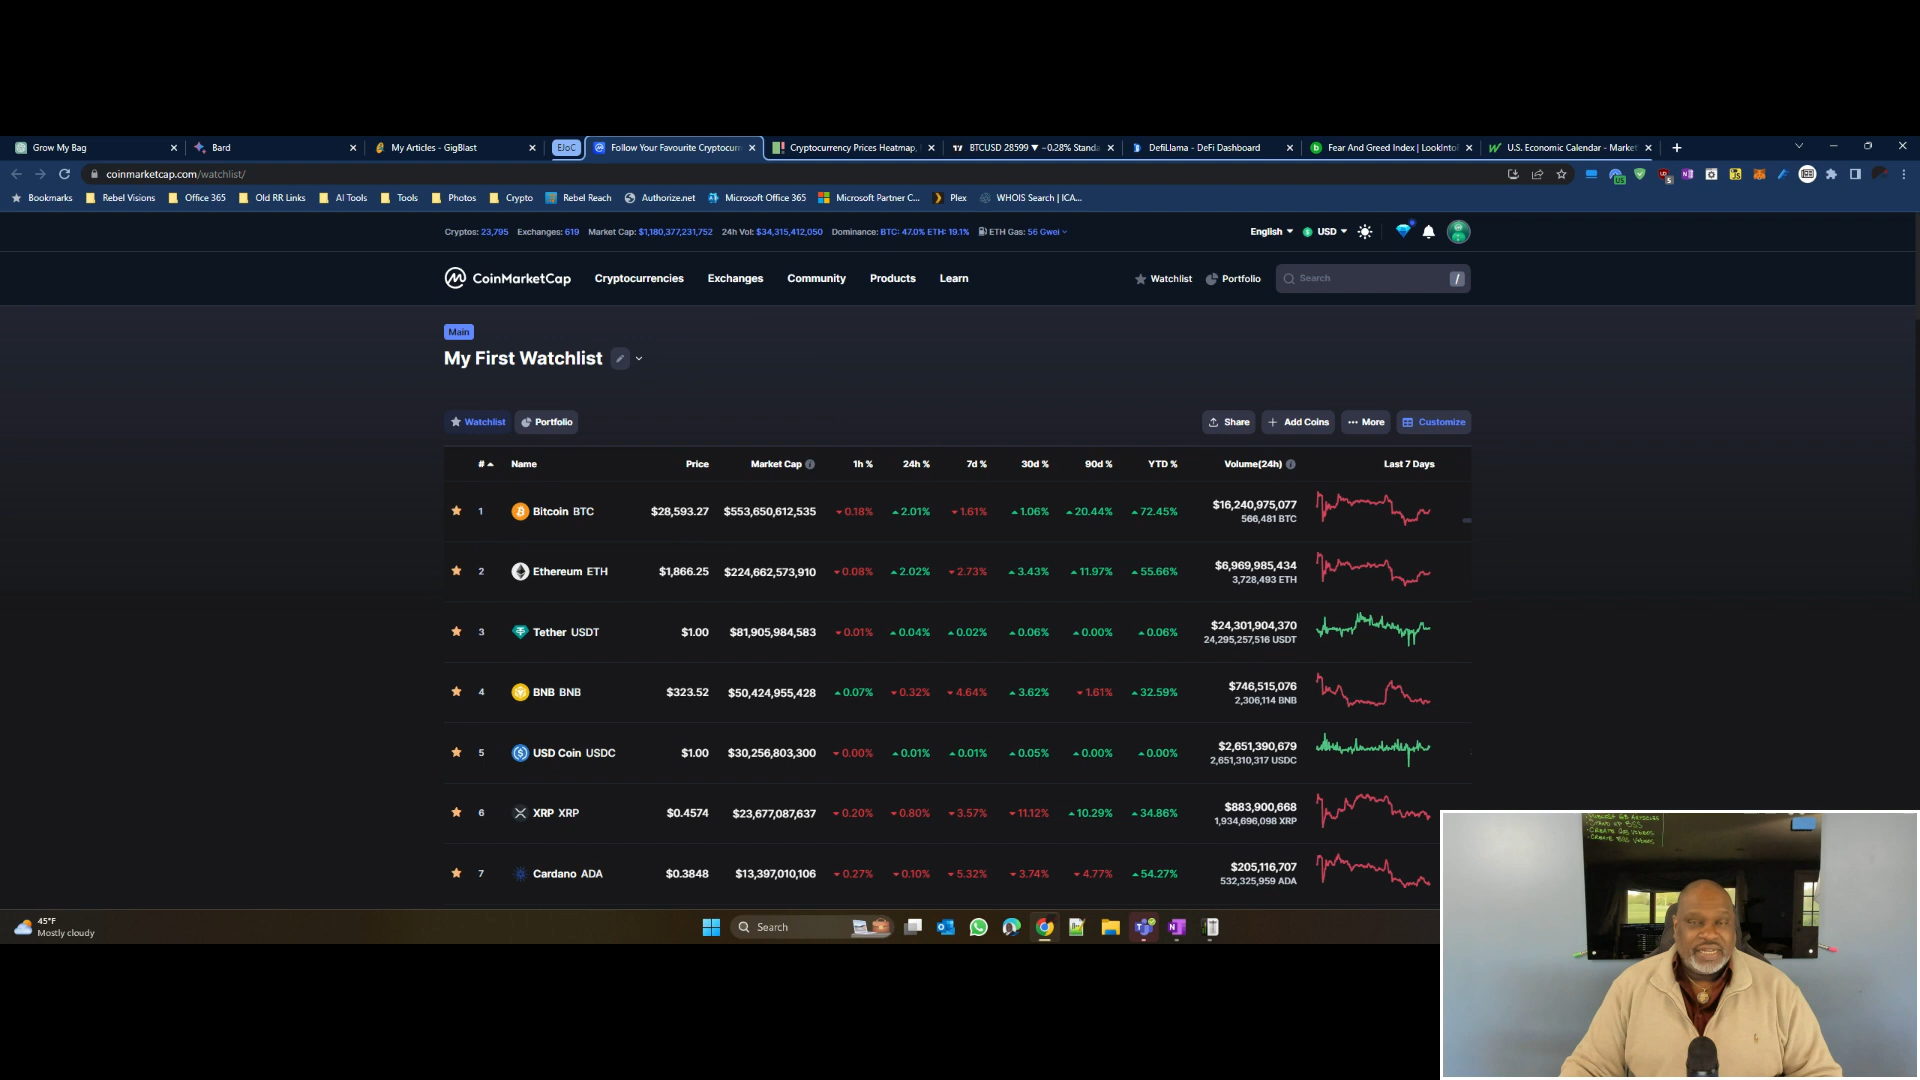 Grow My Bag
Bard
My Articles - GigBlast
EJoC
Follow Your Favourite Cryptocurr
Cryptocurrency Prices Heatmap,
BTCUSD 28599 ▼ −0.28% Standa
DefiLlama - DeFi Dashboard
Fear And Greed Index | LookIntoB
U.S. Economic Calendar - Market
coinmarketcap.com/watchlist/
Bookmarks Rebel Visions Office 365 Old RR Links AI Tools Tools Photos Crypto Rebel Reach Authorize.net Microsoft Office 365 Microsoft Partner C... Plex WHOIS Search | ICA...
Cryptos: 23,795 Exchanges: 619 Market Cap: $1,180,377,231,752 24h Vol: $34,315,412,050 Dominance: BTC: 47.0% ETH: 19.1% ETH Gas: 56 Gwei
English USD
CoinMarketCap Cryptocurrencies Exchanges Community Products Learn Watchlist Portfolio Search /
Main
My First Watchlist
Watchlist Portfolio Share + Add Coins ••• More Customize
# Name Price Market Cap 1h % 24h % 7d % 30d % 90d % YTD % Volume(24h) Last 7 Days
1 Bitcoin BTC $28,593.27 $553,650,612,535 0.18% 2.01% 1.61% 1.06% 20.44% 72.45% $16,240,975,077
566,481 BTC
2 Ethereum ETH $1,866.25 $224,662,573,910 0.08% 2.02% 2.73% 3.43% 11.97% 55.66% $6,969,985,434
3,728,493 ETH
3 Tether USDT $1.00 $81,905,984,583 0.01% 0.04% 0.02% 0.06% 0.00% 0.06% $24,301,904,370
24,295,257,516 USDT
4 BNB BNB $323.52 $50,424,955,428 0.07% 0.32% 4.64% 3.62% 1.61% 32.59% $746,515,076
2,306,114 BNB
5 USD Coin USDC $1.00 $30,256,803,300 0.00% 0.01% 0.01% 0.05% 0.00% 0.00% $2,651,390,679
2,651,310,317 USDC
6 XRP XRP $0.4574 $23,677,087,637 0.20% 0.80% 3.57% 11.12% 10.29% 34.86% $883,900,668
1,934,696,098 XRP
7 Cardano ADA $0.3848 $13,397,010,106 0.27% 0.10% 5.32% 3.74% 4.77% 54.27% $205,116,707
532,325,959 ADA
45°F
Mostly cloudy
Search